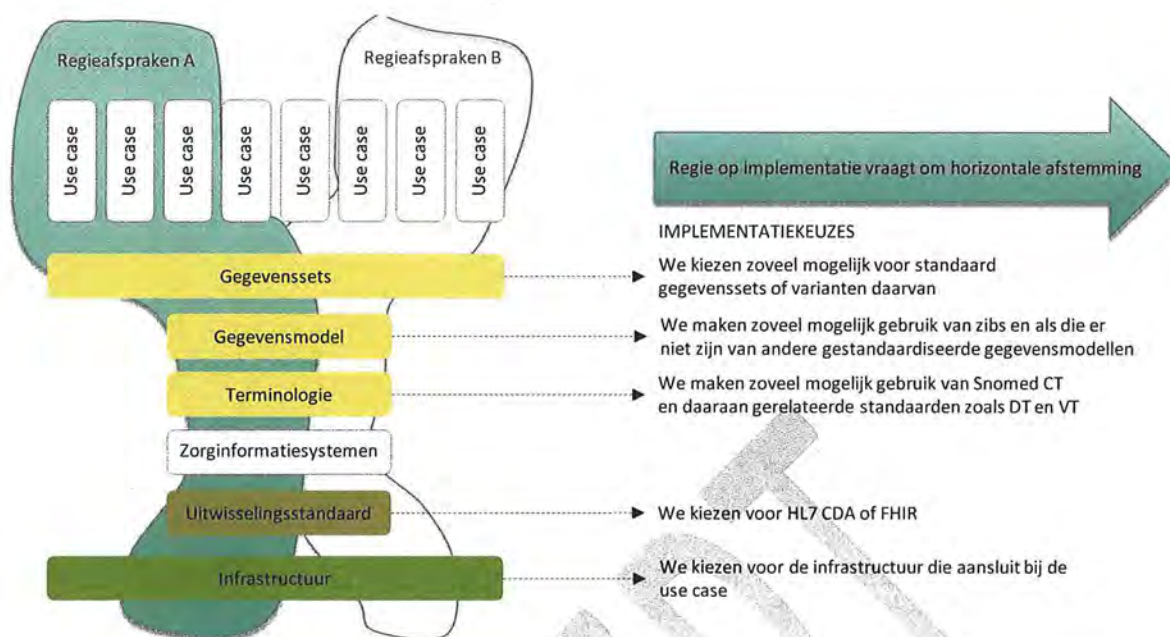 Regieafspraken A
Regieafspraken B
Use case
Use case
Use case
Use case
Use case
Use case
Use case
Use case
Regie op implementatie vraagt om horizontale afstemming
IMPLEMENTATIEKEUZES
Gegevenssets
We kiezen zoveel mogelijk voor standaard
gegevenssets of varianten daarvan
Gegevensmodel
We maken zoveel mogelijk gebruik van zibs en als die er
niet zijn van andere gestandaardiseerde gegevensmodellen
Terminologie
We maken zoveel mogelijk gebruik van Snomed CT
en daaraan gerelateerde standaarden zoals DT en VT
Zorginformatiesystemen
Uitwisselingsstandaard
We kiezen voor HL7 CDA of FHIR
Infrastructuur
We kiezen voor de infrastructuur die aansluit bij de
use case